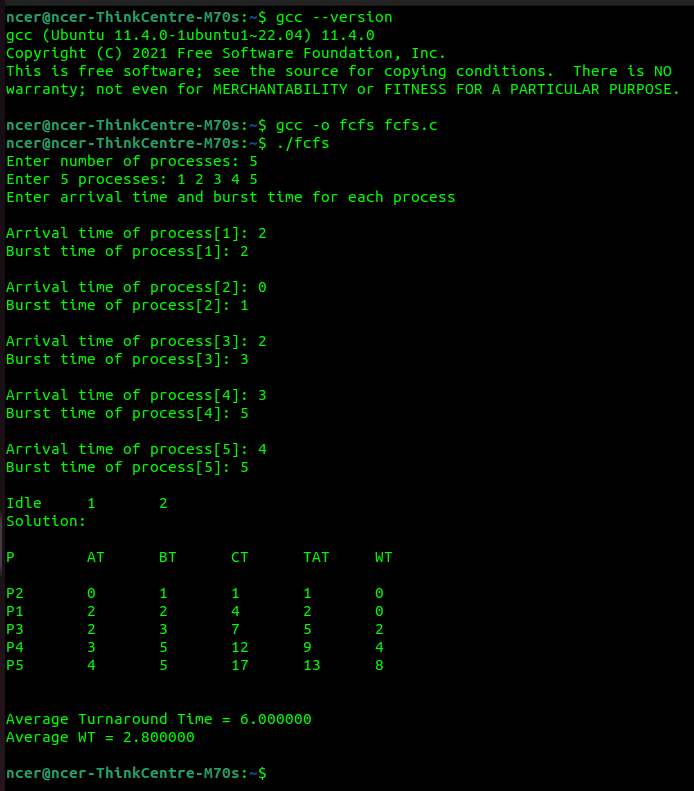 ncer@ncer-ThinkCentre-M70s:~$ gcc --version
gcc (Ubuntu 11.4.0-1ubuntu1~22.04) 11.4.0
Copyright (C) 2021 Free Software Foundation, Inc.
This is free software; see the source for copying conditions.  There is NO
warranty; not even for MERCHANTABILITY or FITNESS FOR A PARTICULAR PURPOSE.

ncer@ncer-ThinkCentre-M70s:~$ gcc -o fcfs fcfs.c
ncer@ncer-ThinkCentre-M70s:~$ ./fcfs
Enter number of processes: 5
Enter 5 processes: 1 2 3 4 5
Enter arrival time and burst time for each process

Arrival time of process[1]: 2
Burst time of process[1]: 2

Arrival time of process[2]: 0
Burst time of process[2]: 1

Arrival time of process[3]: 2
Burst time of process[3]: 3

Arrival time of process[4]: 3
Burst time of process[4]: 5

Arrival time of process[5]: 4
Burst time of process[5]: 5

Idle     1       2
Solution:

P        AT      BT      CT      TAT     WT

P2       0       1       1       1       0
P1       2       2       4       2       0
P3       2       3       7       5       2
P4       3       5       12      9       4
P5       4       5       17      13      8

Average Turnaround Time = 6.000000
Average WT = 2.800000

ncer@ncer-ThinkCentre-M70s:~$